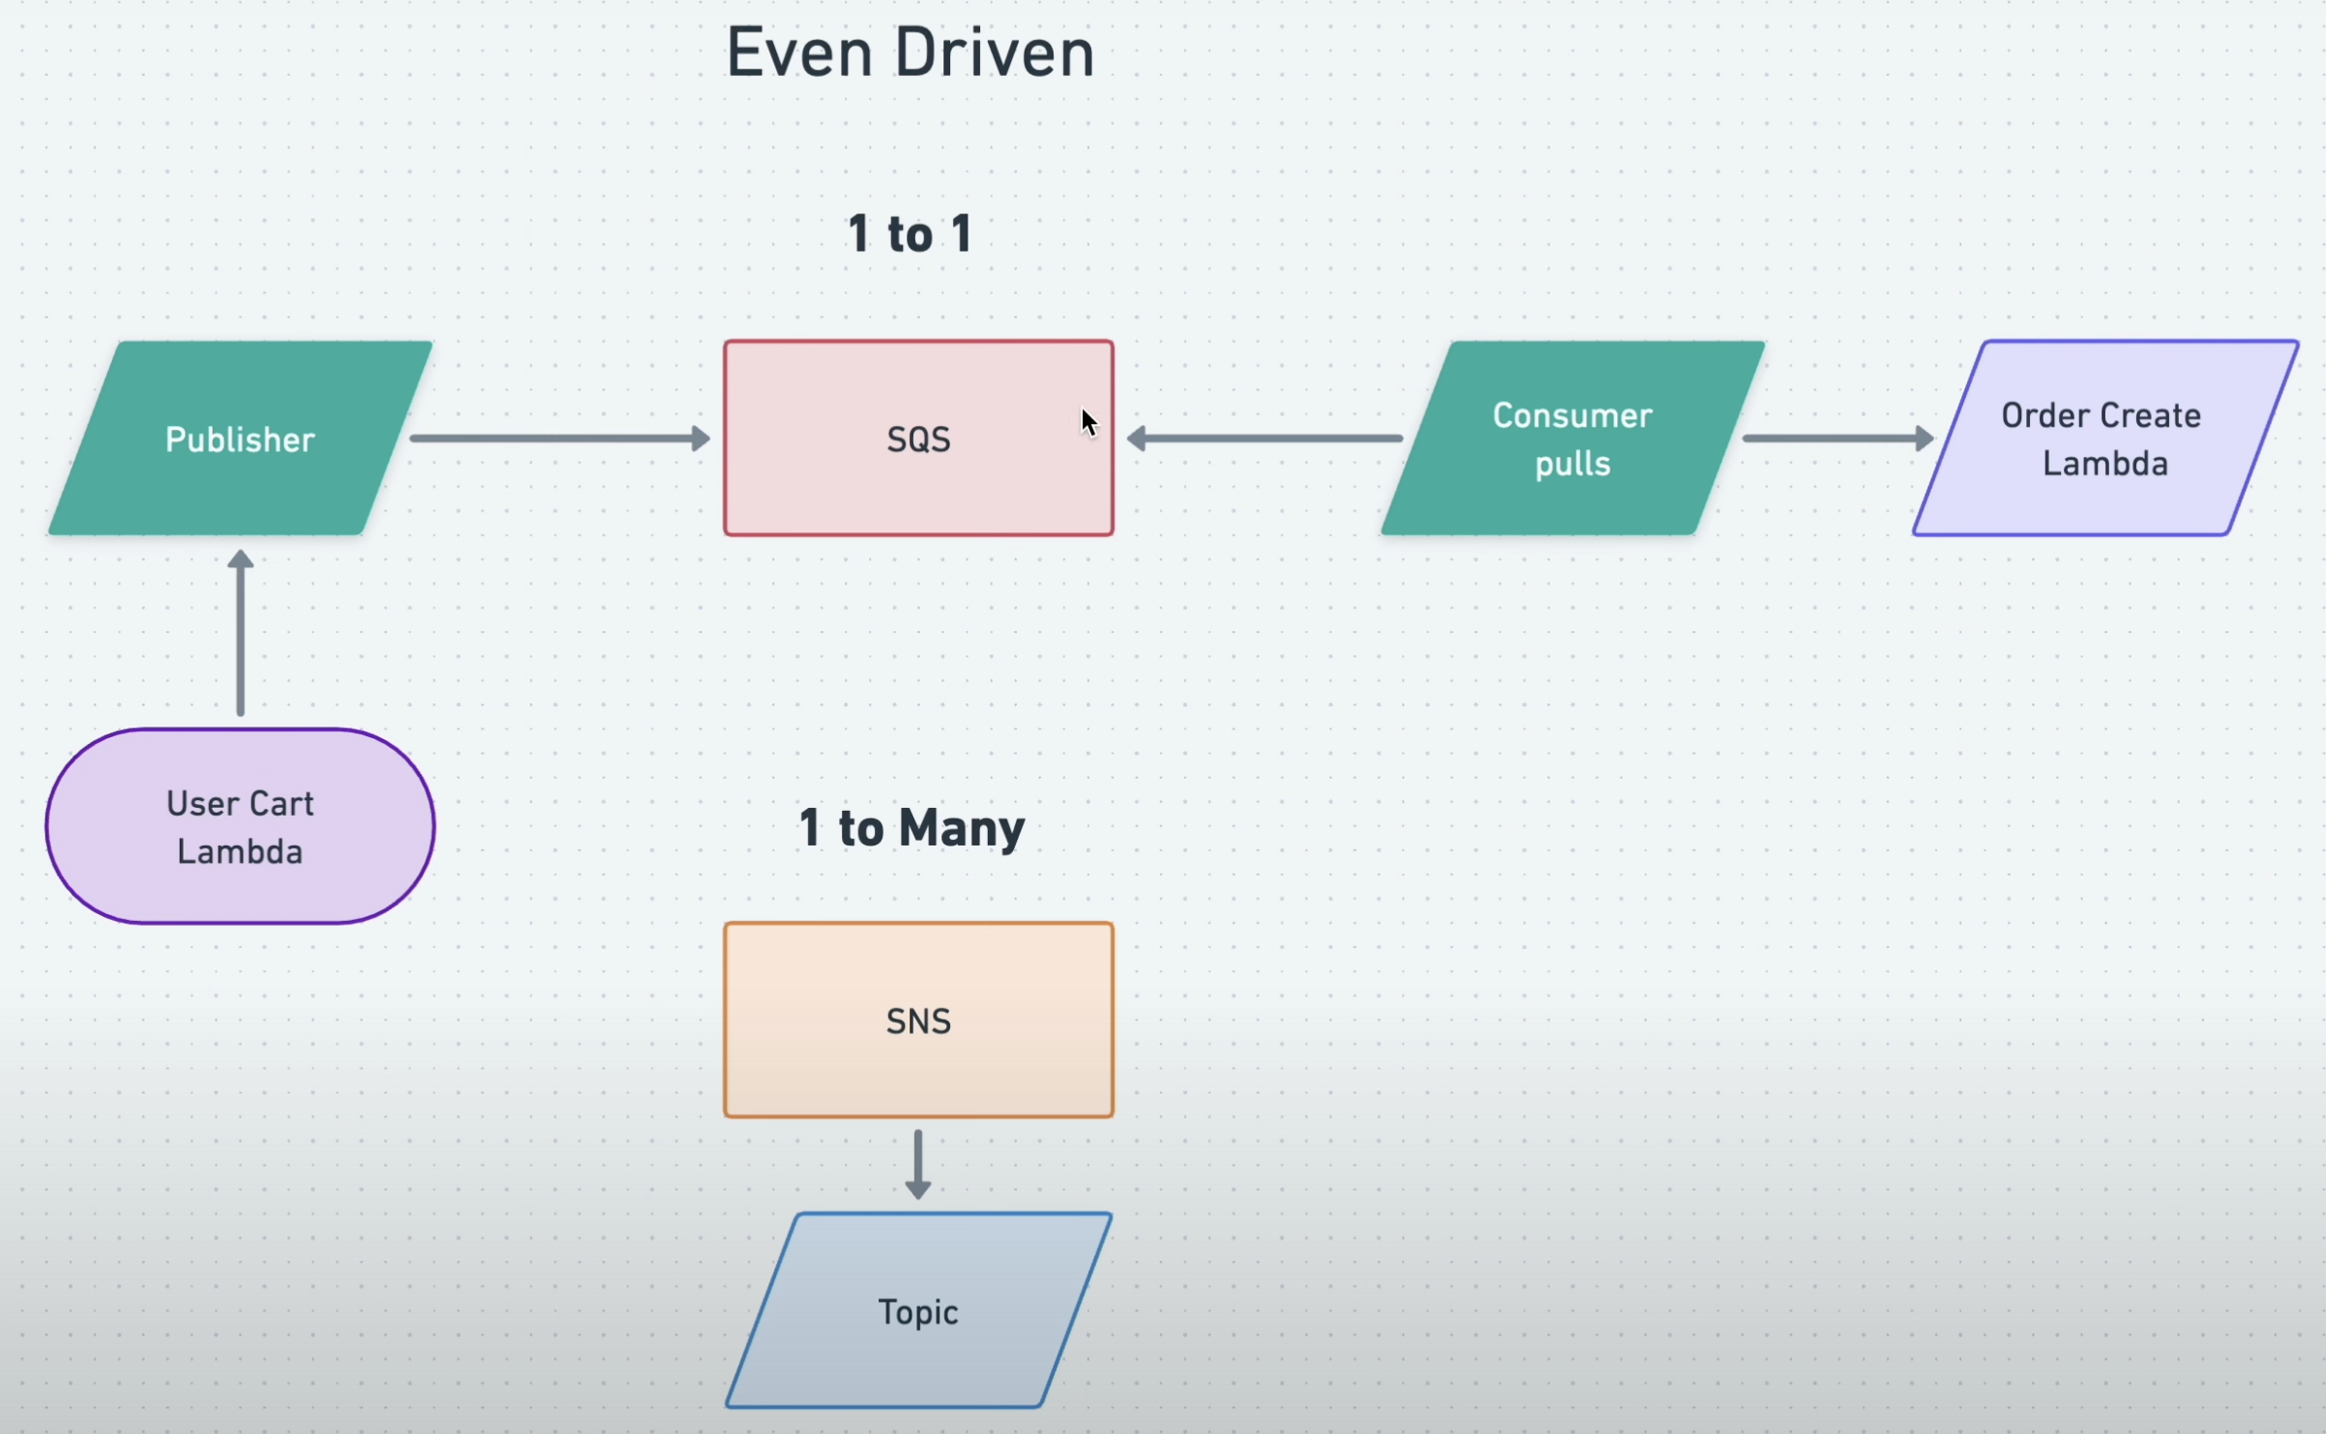 Even Driven
1 to 1
Publisher
SQS
Consumer
pulls
Order Create
Lambda
User Cart
Lambda
1 to Many
SNS
Topic